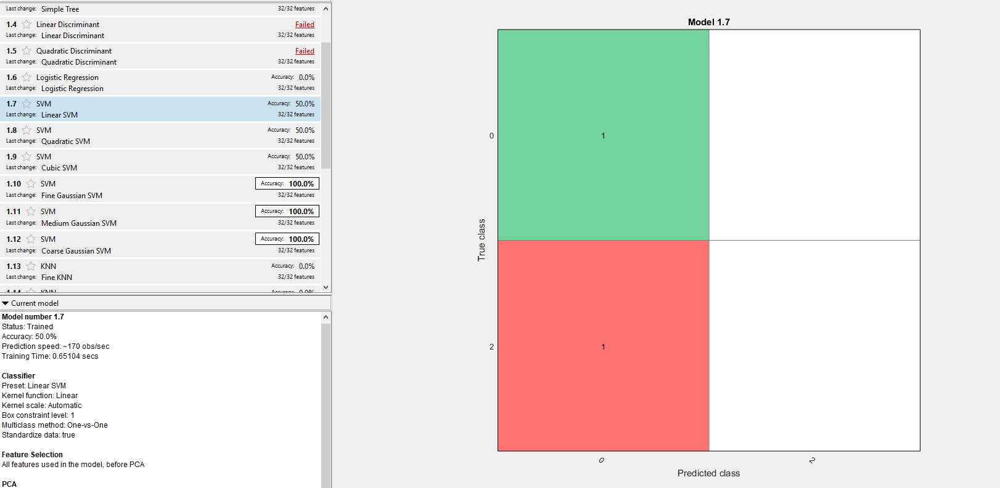 Last change: Simple Tree 32/32 features
1.4 Linear Discriminant Failed
Last change: Linear Discriminant 32/32 features
1.5 Quadratic Discriminant Failed
Last change: Quadratic Discriminant 32/32 features
1.6 Logistic Regression Accuracy: 0.0%
Last change: Logistic Regression 32/32 features
1.7 SVM Accuracy: 50.0%
Last change: Linear SVM 32/32 features
1.8 SVM Accuracy: 50.0%
Last change: Quadratic SVM 32/32 features
1.9 SVM Accuracy: 50.0%
Last change: Cubic SVM 32/32 features
1.10 SVM Accuracy: 100.0%
Last change: Fine Gaussian SVM 32/32 features
1.11 SVM Accuracy: 100.0%
Last change: Medium Gaussian SVM 32/32 features
1.12 SVM Accuracy: 100.0%
Last change: Coarse Gaussian SVM 32/32 features
1.13 KNN Accuracy: 0.0%
Last change: Fine KNN 32/32 features
1.14 KNN Accuracy: 0.0%
Current model
Model number 1.7
Status: Trained
Accuracy: 50.0%
Prediction speed: ~170 obs/sec
Training Time: 0.65104 secs
Classifier
Preset: Linear SVM
Kernel function: Linear
Kernel scale: Automatic
Box constraint level: 1
Multiclass method: One-vs-One
Standardize data: true
Feature Selection
All features used in the model, before PCA
PCA
Model 1.7
True class
0
1
2
1
0
2
Predicted class